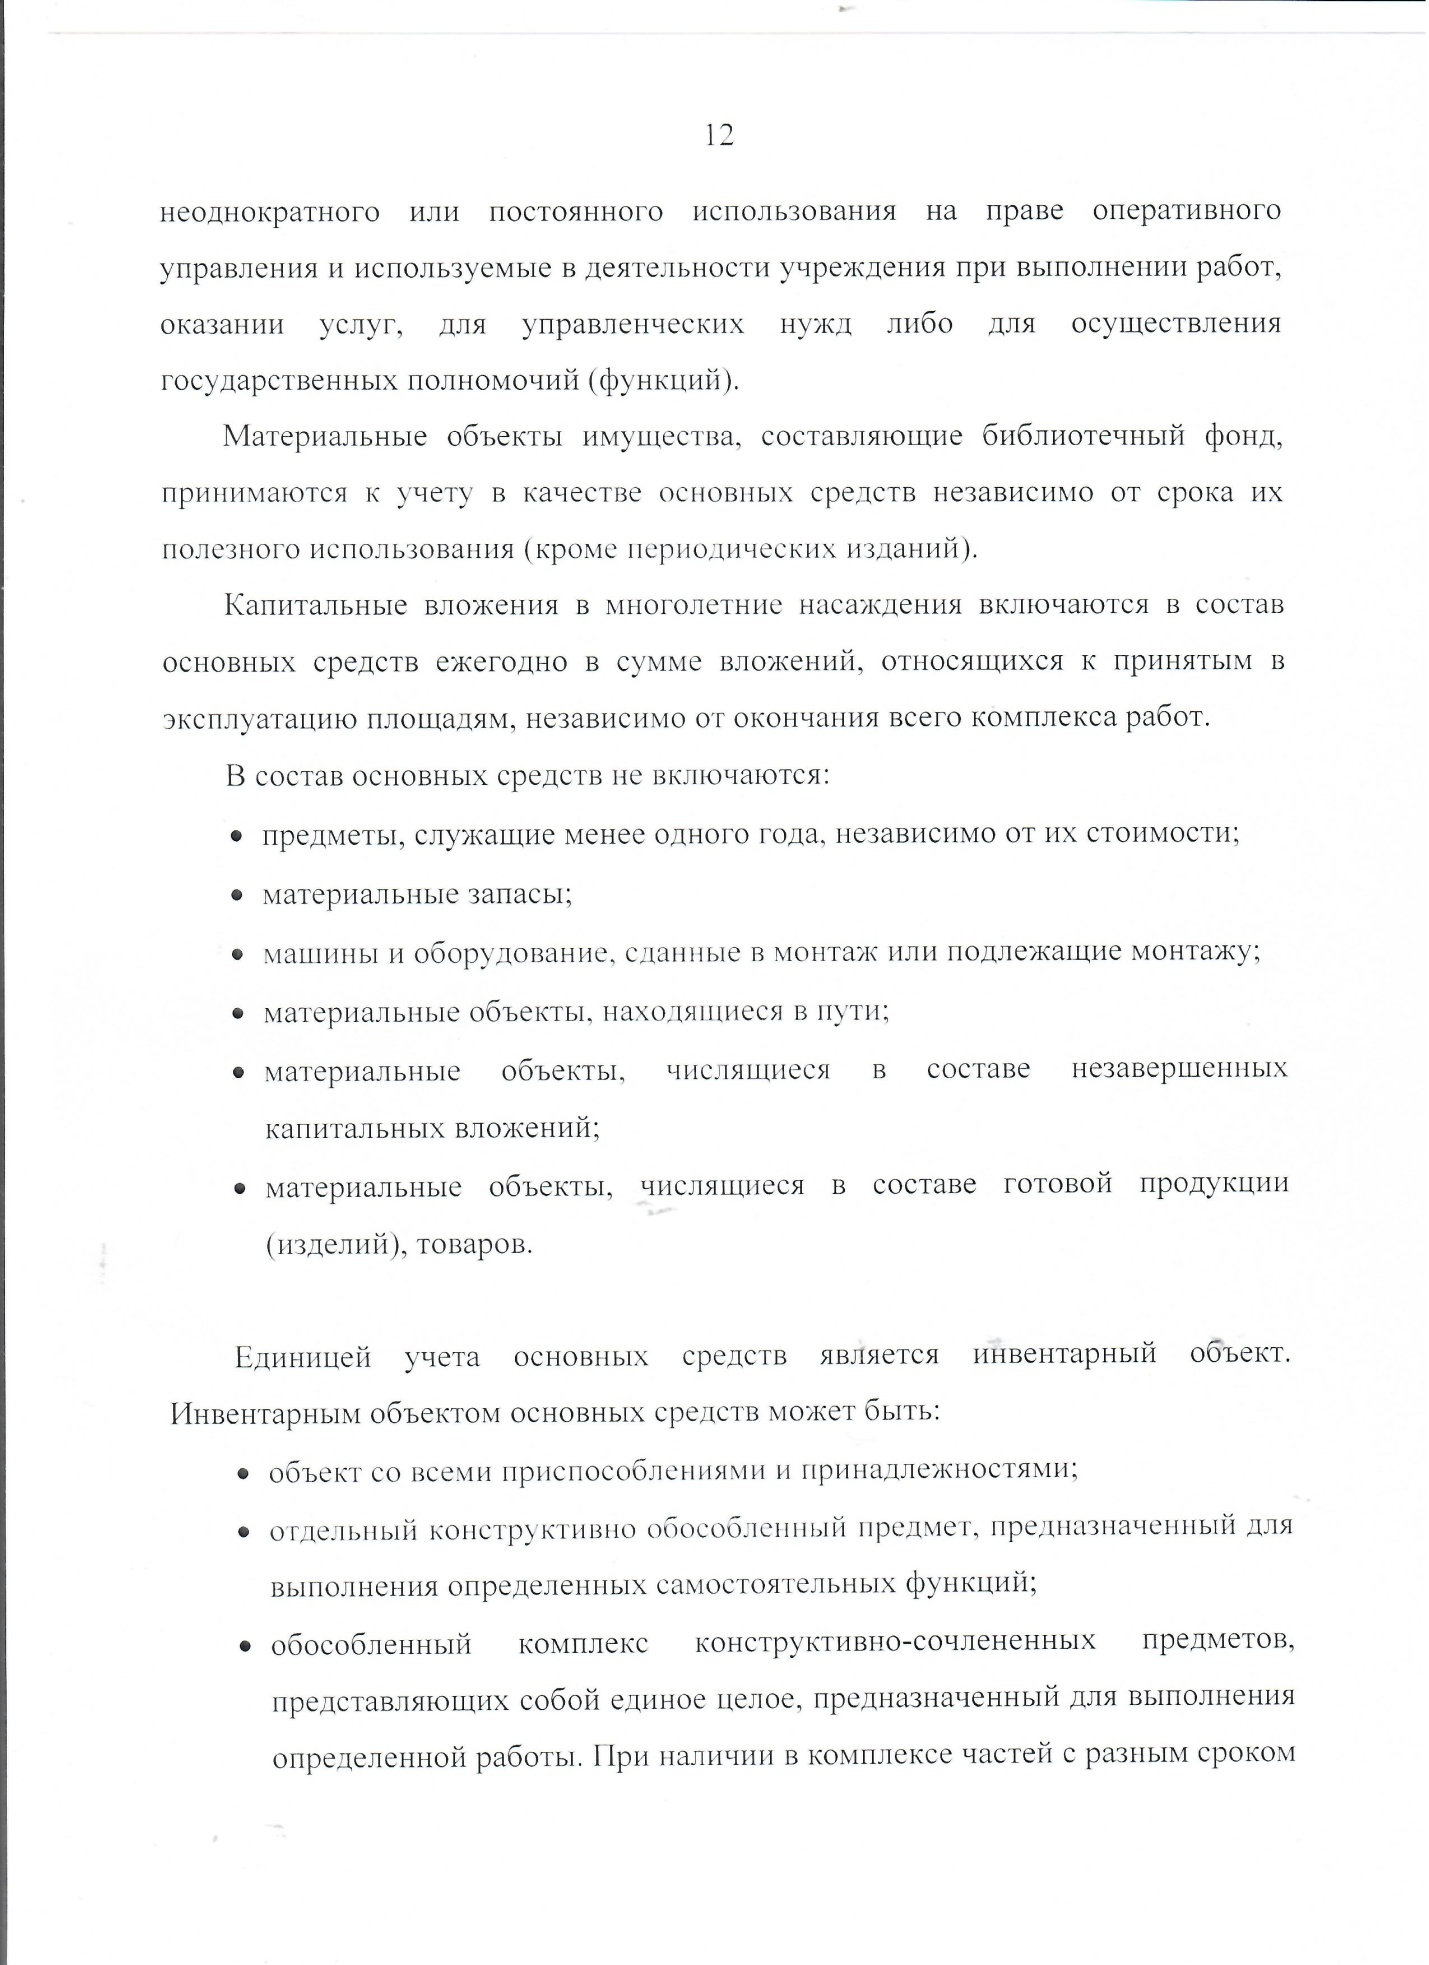 12
неоднократного или постоянного использования на праве оперативного
управления и используемые в деятельности учреждения при выполнении работ,
оказании услуг, для управленческих нужд либо для осуществления
государственных полномочий (функций).
Материальные объекты имущества, составляющие библиотечный фонд,
принимаются к учету в качестве основных средств независимо от срока их
полезного использования (кроме периодических изданий).
Капитальные вложения в многолетние насаждения включаются в состав
основных средств ежегодно в сумме вложений, относящихся к принятым в
эксплуатацию площадям, независимо от окончания всего комплекса работ.
В состав основных средств не включаются:
• предметы, служащие менее одного года, независимо от их стоимости;
• материальные запасы;
• машины и оборудование, сданные в монтаж или подлежащие монтажу;
• материальные объекты, находящиеся в пути;
• материальные объекты, числящиеся в составе незавершенных
капитальных вложений;
• материальные объекты, числящиеся в составе готовой продукции
(изделий), товаров.
Единицей учета основных средств является инвентарный объект.
Инвентарным объектом основных средств может быть:
• объект со всеми приспособлениями и принадлежностями;
• отдельный конструктивно обособленный предмет, предназначенный для
выполнения определенных самостоятельных функций;
• обособленный комплекс конструктивно-сочлененных предметов,
представляющих собой единое целое, предназначенный для выполнения
определенной работы. При наличии в комплексе частей с разным сроком